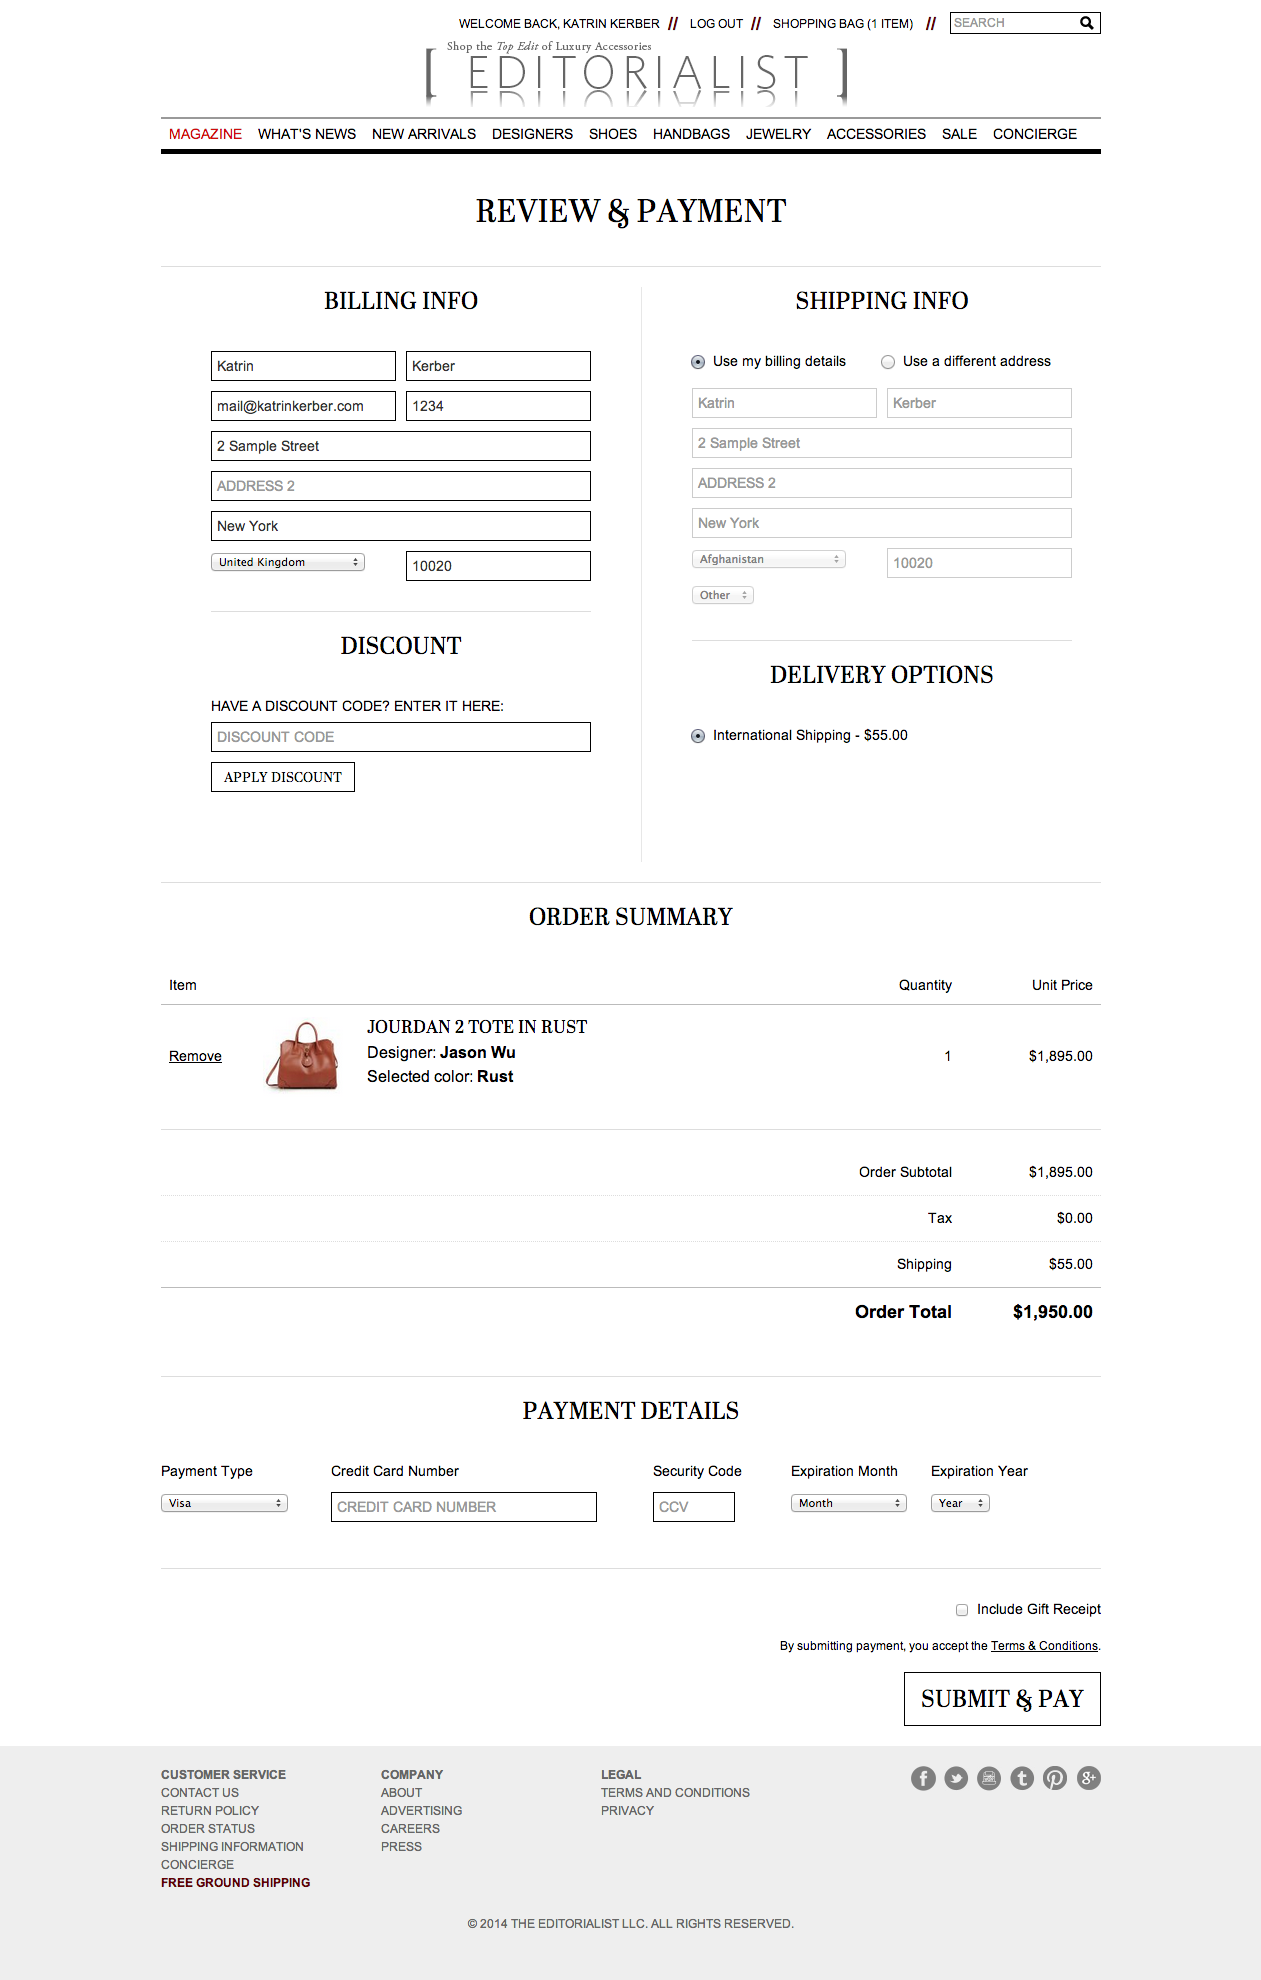 WELCOME BACK, KATRIN KERBER // LOG OUT // SHOPPING BAG (1 ITEM) // SEARCH
Shop the Top Edit of Luxury Accessories
[ EDITORIALIST ]
MAGAZINE WHAT'S NEWS NEW ARRIVALS DESIGNERS SHOES HANDBAGS JEWELRY ACCESSORIES SALE CONCIERGE
REVIEW & PAYMENT
BILLING INFO
Katrin Kerber
mail@katrinkerber.com 1234
2 Sample Street
ADDRESS 2
New York
United Kingdom 10020
DISCOUNT
HAVE A DISCOUNT CODE? ENTER IT HERE:
DISCOUNT CODE
APPLY DISCOUNT
SHIPPING INFO
Use my billing details Use a different address
Katrin Kerber
2 Sample Street
ADDRESS 2
New York
Afghanistan 10020
Other
DELIVERY OPTIONS
International Shipping - $55.00
ORDER SUMMARY
Item Quantity Unit Price
JOURDAN 2 TOTE IN RUST
Designer: Jason Wu
Remove 1 $1,895.00
Selected color: Rust
Order Subtotal $1,895.00
Tax $0.00
Shipping $55.00
Order Total $1,950.00
PAYMENT DETAILS
Payment Type Credit Card Number Security Code Expiration Month Expiration Year
Visa CREDIT CARD NUMBER CCV Month Year
Include Gift Receipt
By submitting payment, you accept the Terms & Conditions.
SUBMIT & PAY
CUSTOMER SERVICE
CONTACT US
RETURN POLICY
ORDER STATUS
SHIPPING INFORMATION
CONCIERGE
FREE GROUND SHIPPING
COMPANY
ABOUT
ADVERTISING
CAREERS
PRESS
LEGAL
TERMS AND CONDITIONS
PRIVACY
© 2014 THE EDITORIALIST LLC. ALL RIGHTS RESERVED.